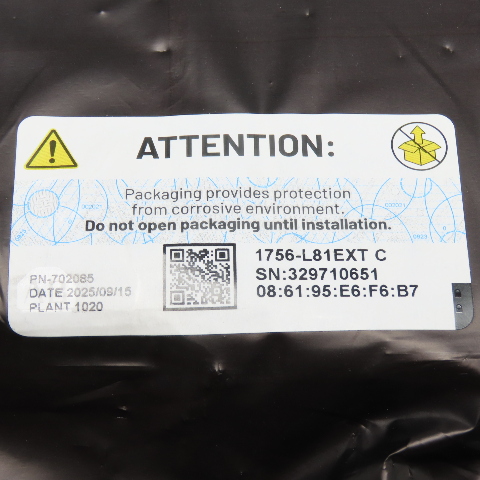 ATTENTION:
Packaging provides protection
from corrosive environment.
Do not open packaging until installation.
1756-L81EXT C
SN:329710651
08:61:95:E6:F6:B7
PN-702085
DATE 2025/09/15
PLANT 1020